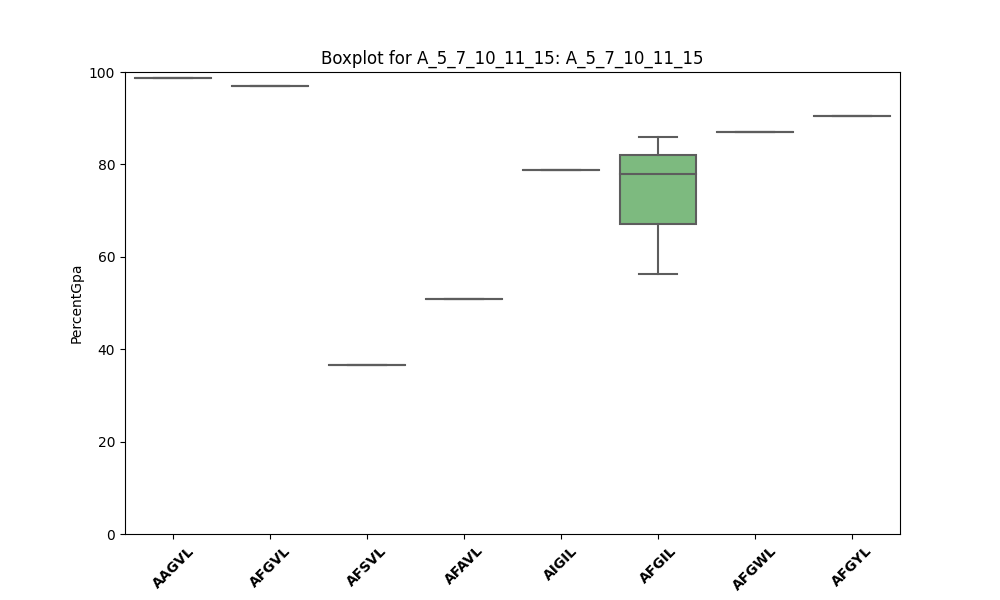 Boxplot for A_5_7_10_11_15: A_5_7_10_11_15
100
80
60
40
20
0
PercentGpa
AAGVL
AFGVL
AFSVL
AFAVL
AIGIL
AFGIL
AFGWL
AFGYL